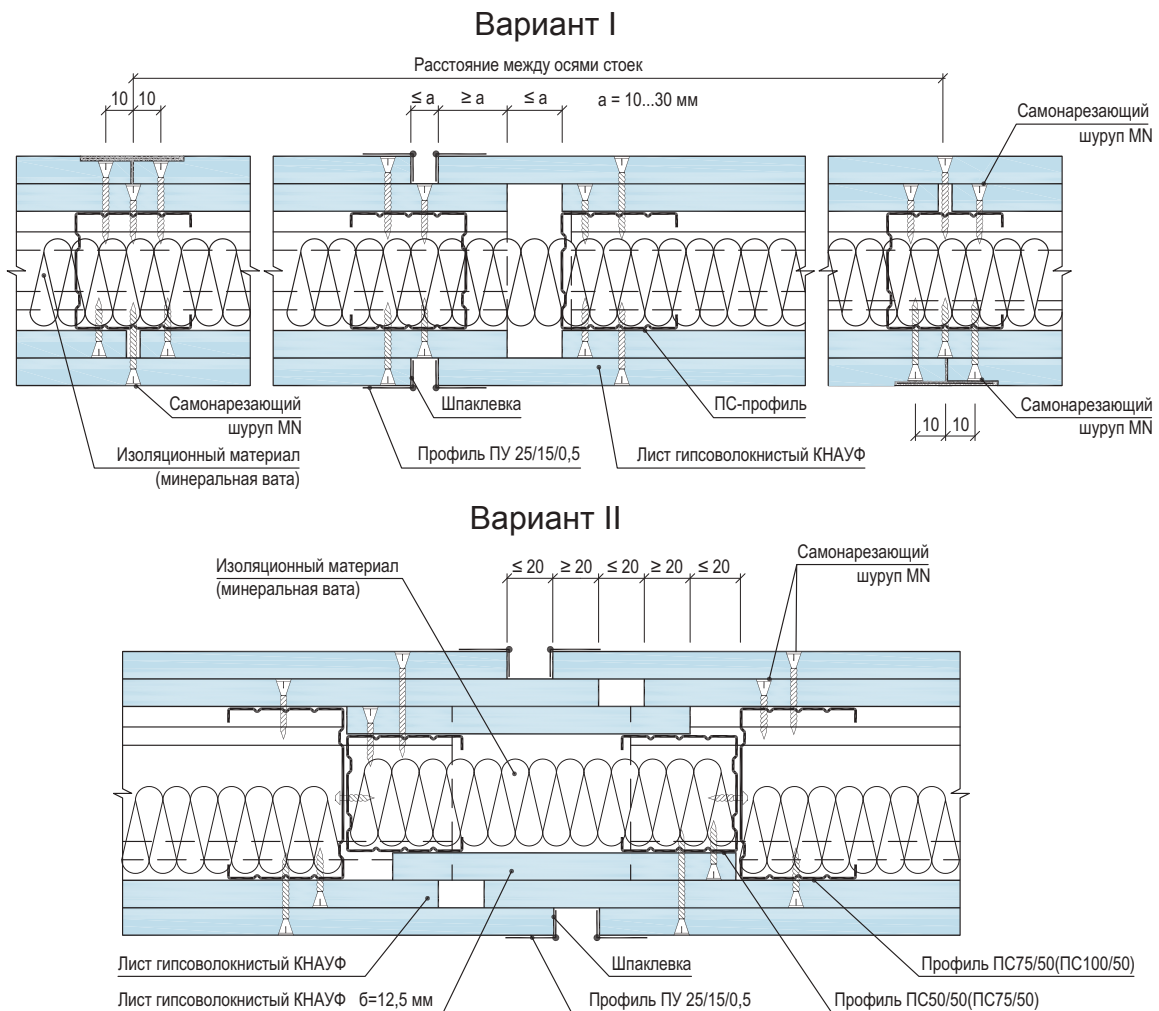 Вариант I
Расстояние между осями стоек
10 10 ≤ a ≥ a ≤ a a = 10...30 мм
Самонарезающий
шуруп MN
Самонарезающий
шуруп MN
Изоляционный материал
(минеральная вата)
Шпаклевка
Профиль ПУ 25/15/0,5
ПС-профиль
Лист гипсоволокнистый КНАУФ
10 10
Самонарезающий
шуруп MN
Вариант II
Изоляционный материал
(минеральная вата)
≤ 20 ≥ 20 ≤ 20 ≥ 20 ≤ 20
Самонарезающий
шуруп MN
Лист гипсоволокнистый КНАУФ
Шпаклевка
Профиль ПС75/50(ПС100/50)
Лист гипсоволокнистый КНАУФ б=12,5 мм
Профиль ПУ 25/15/0,5
Профиль ПС50/50(ПС75/50)